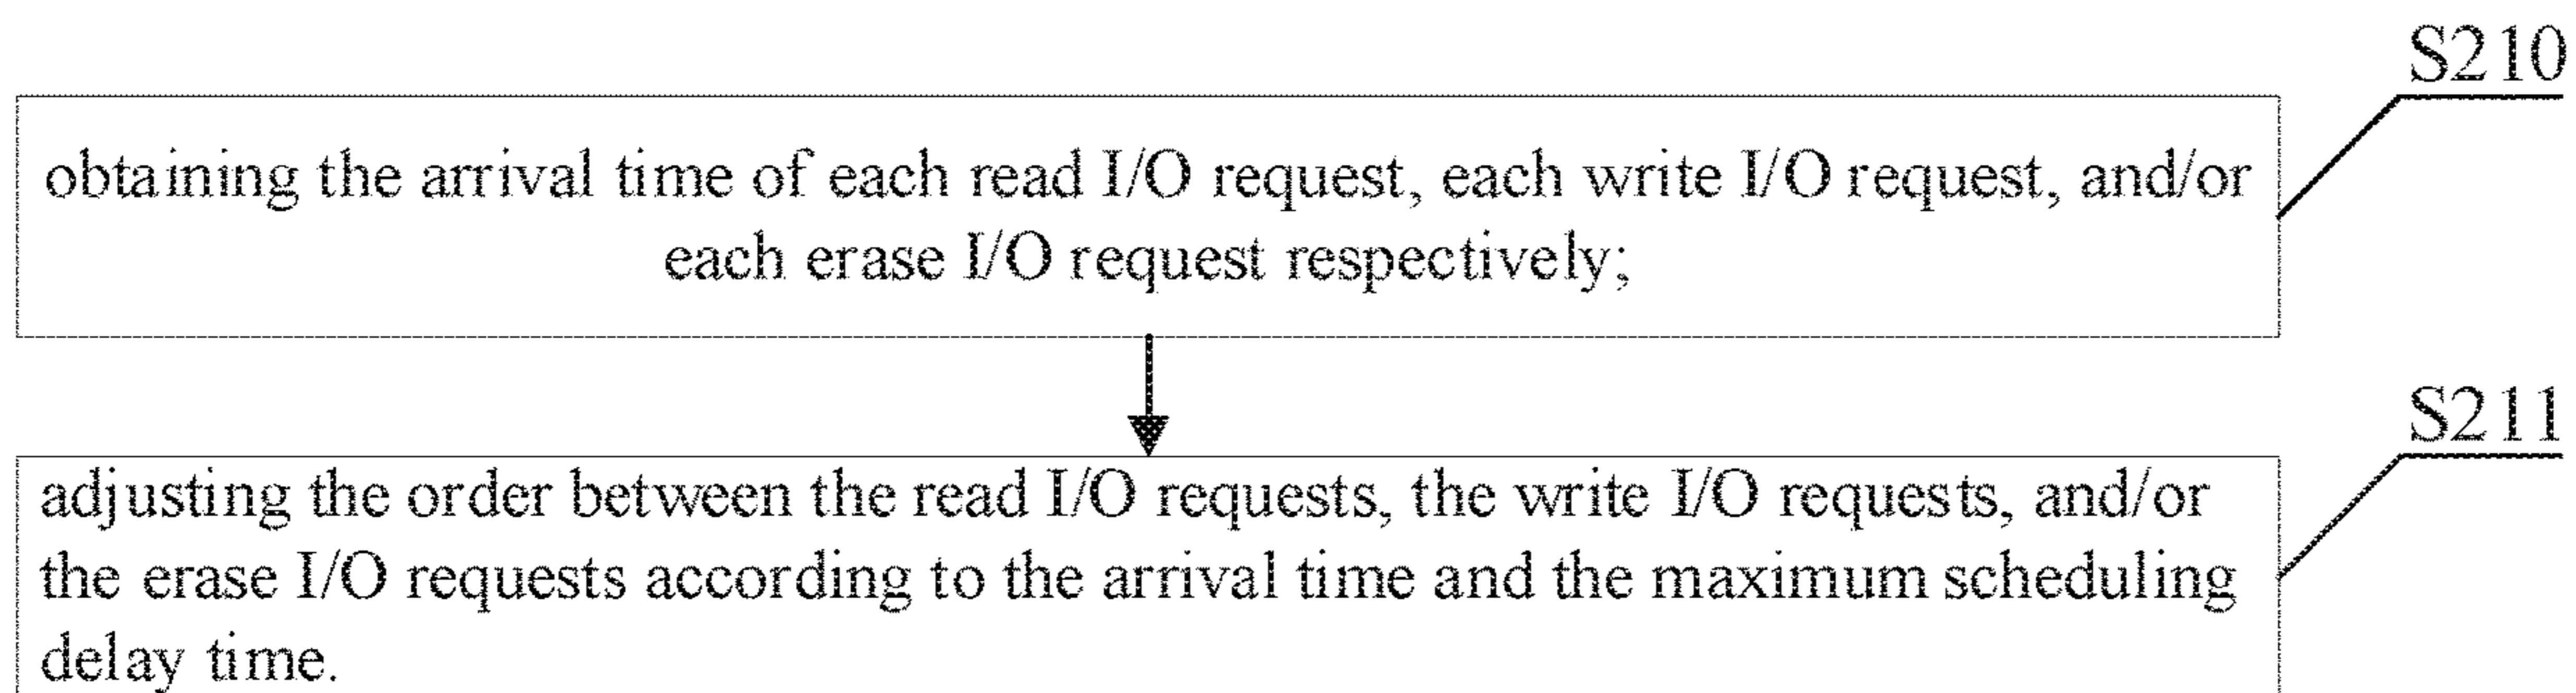 S210
obtaining the arrival time of each read I/O request, each write I/O request, and/or
each erase I/O request respectively;
S211
adjusting the order between the read I/O requests, the write I/O requests, and/or
the erase I/O requests according to the arrival time and the maximum scheduling
delay time.